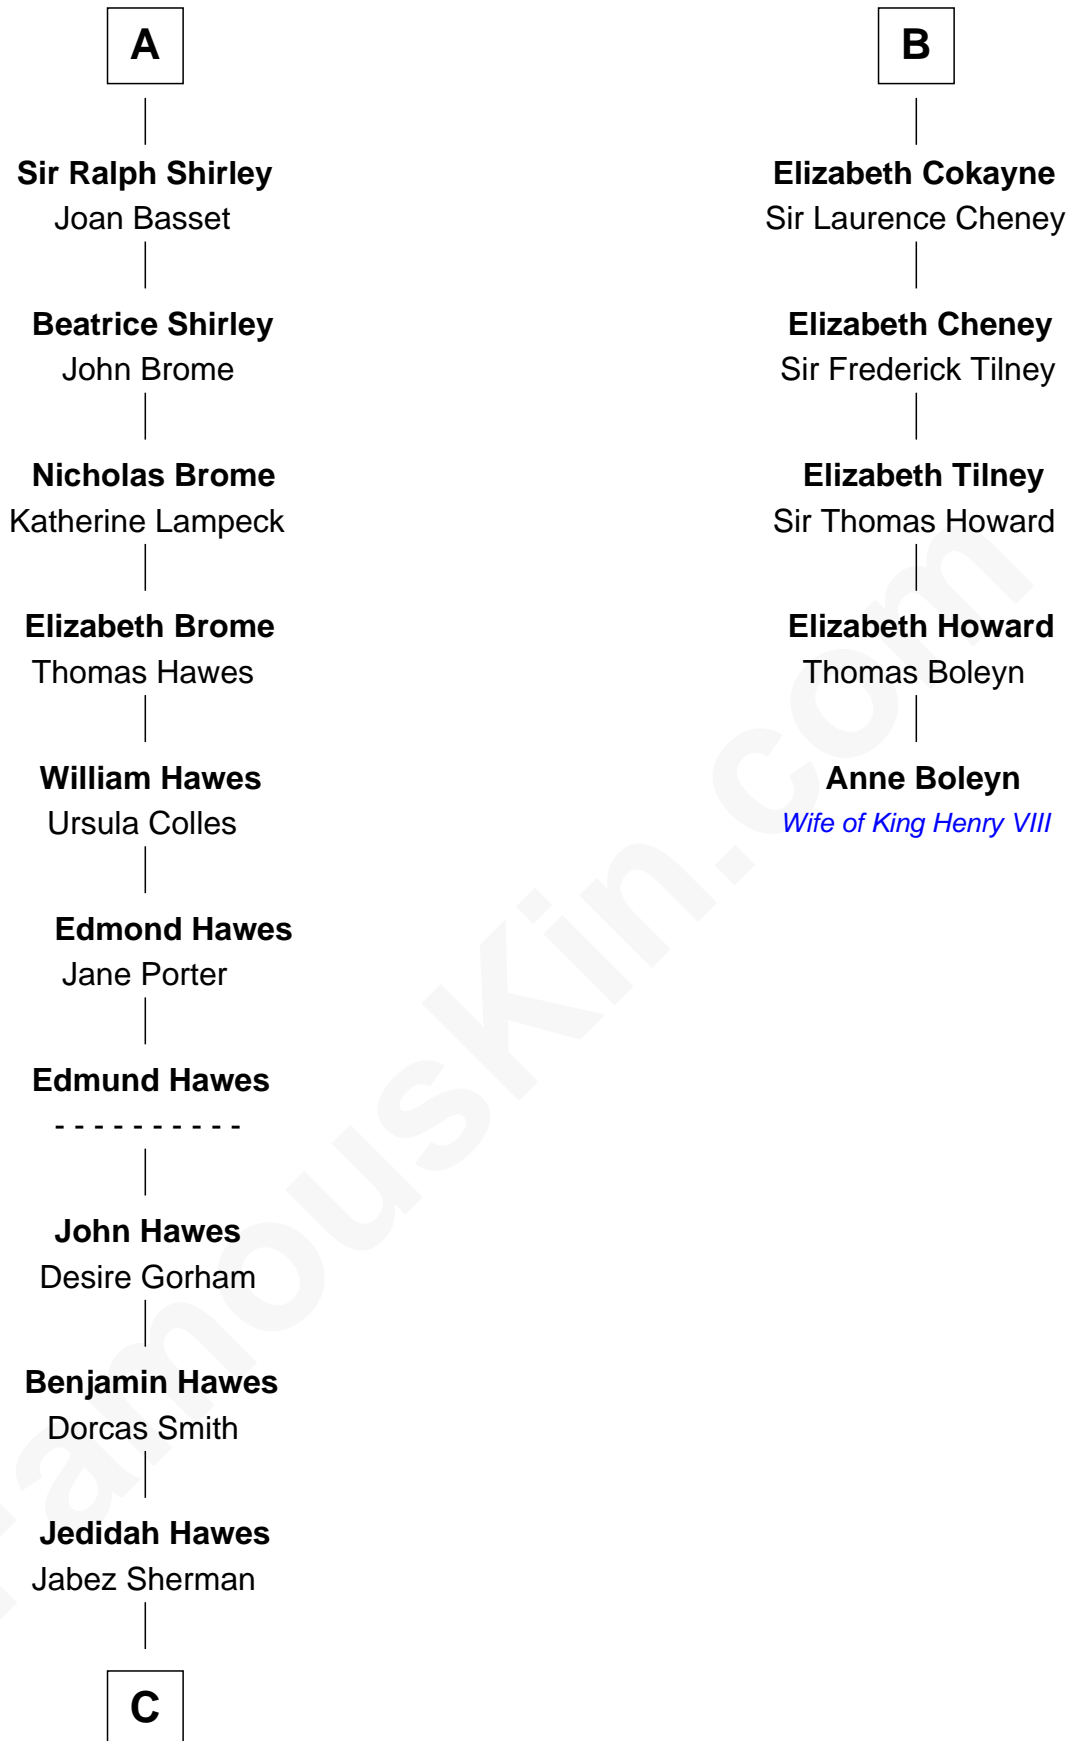 A
Sir Ralph Shirley
Joan Basset
Beatrice Shirley
John Brome
Nicholas Brome
Katherine Lampeck
Elizabeth Brome
Thomas Hawes
William Hawes
Ursula Colles
Edmond Hawes
Jane Porter
Edmund Hawes
- - - - - - - - - -
John Hawes
Desire Gorham
Benjamin Hawes
Dorcas Smith
Jedidah Hawes
Jabez Sherman
C
B
Elizabeth Cokayne
Sir Laurence Cheney
Elizabeth Cheney
Sir Frederick Tilney
Elizabeth Tilney
Sir Thomas Howard
Elizabeth Howard
Thomas Boleyn
Anne Boleyn
Wife of King Henry VIII
FamousKin.com